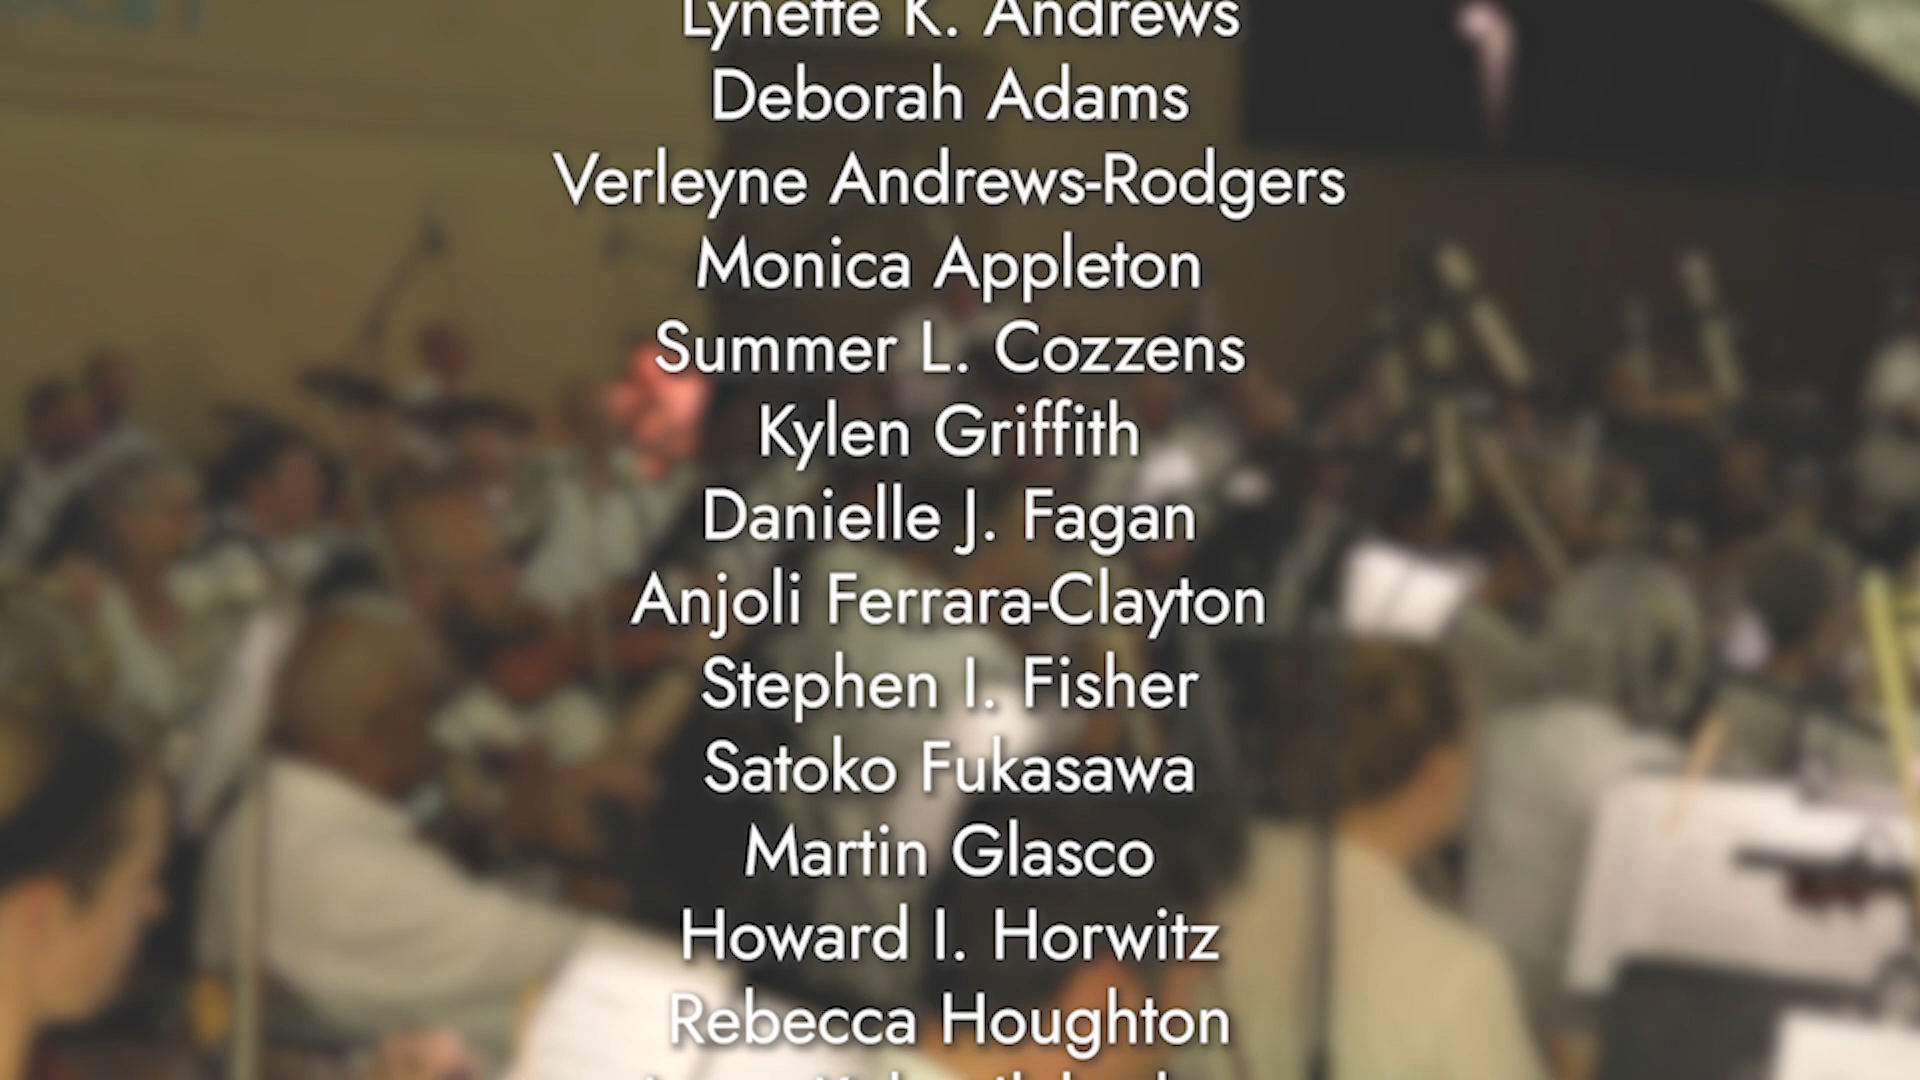 Lynette K. Andrews
Deborah Adams
Verleyne Andrews-Rodgers
Monica Appleton
Summer L. Cozzens
Kylen Griffith
Danielle J. Fagan
Anjoli Ferrara-Clayton
Stephen I. Fisher
Satoko Fukasawa
Martin Glasco
Howard I. Horwitz
Rebecca Houghton